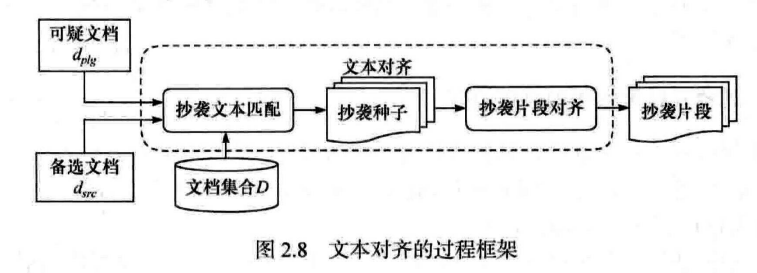 可疑文档
d_plg
文本对齐
抄袭文本匹配
抄袭种子
抄袭片段对齐
抄袭片段
备选文档
d_src
文档集合D
图 2.8 文本对齐的过程框架